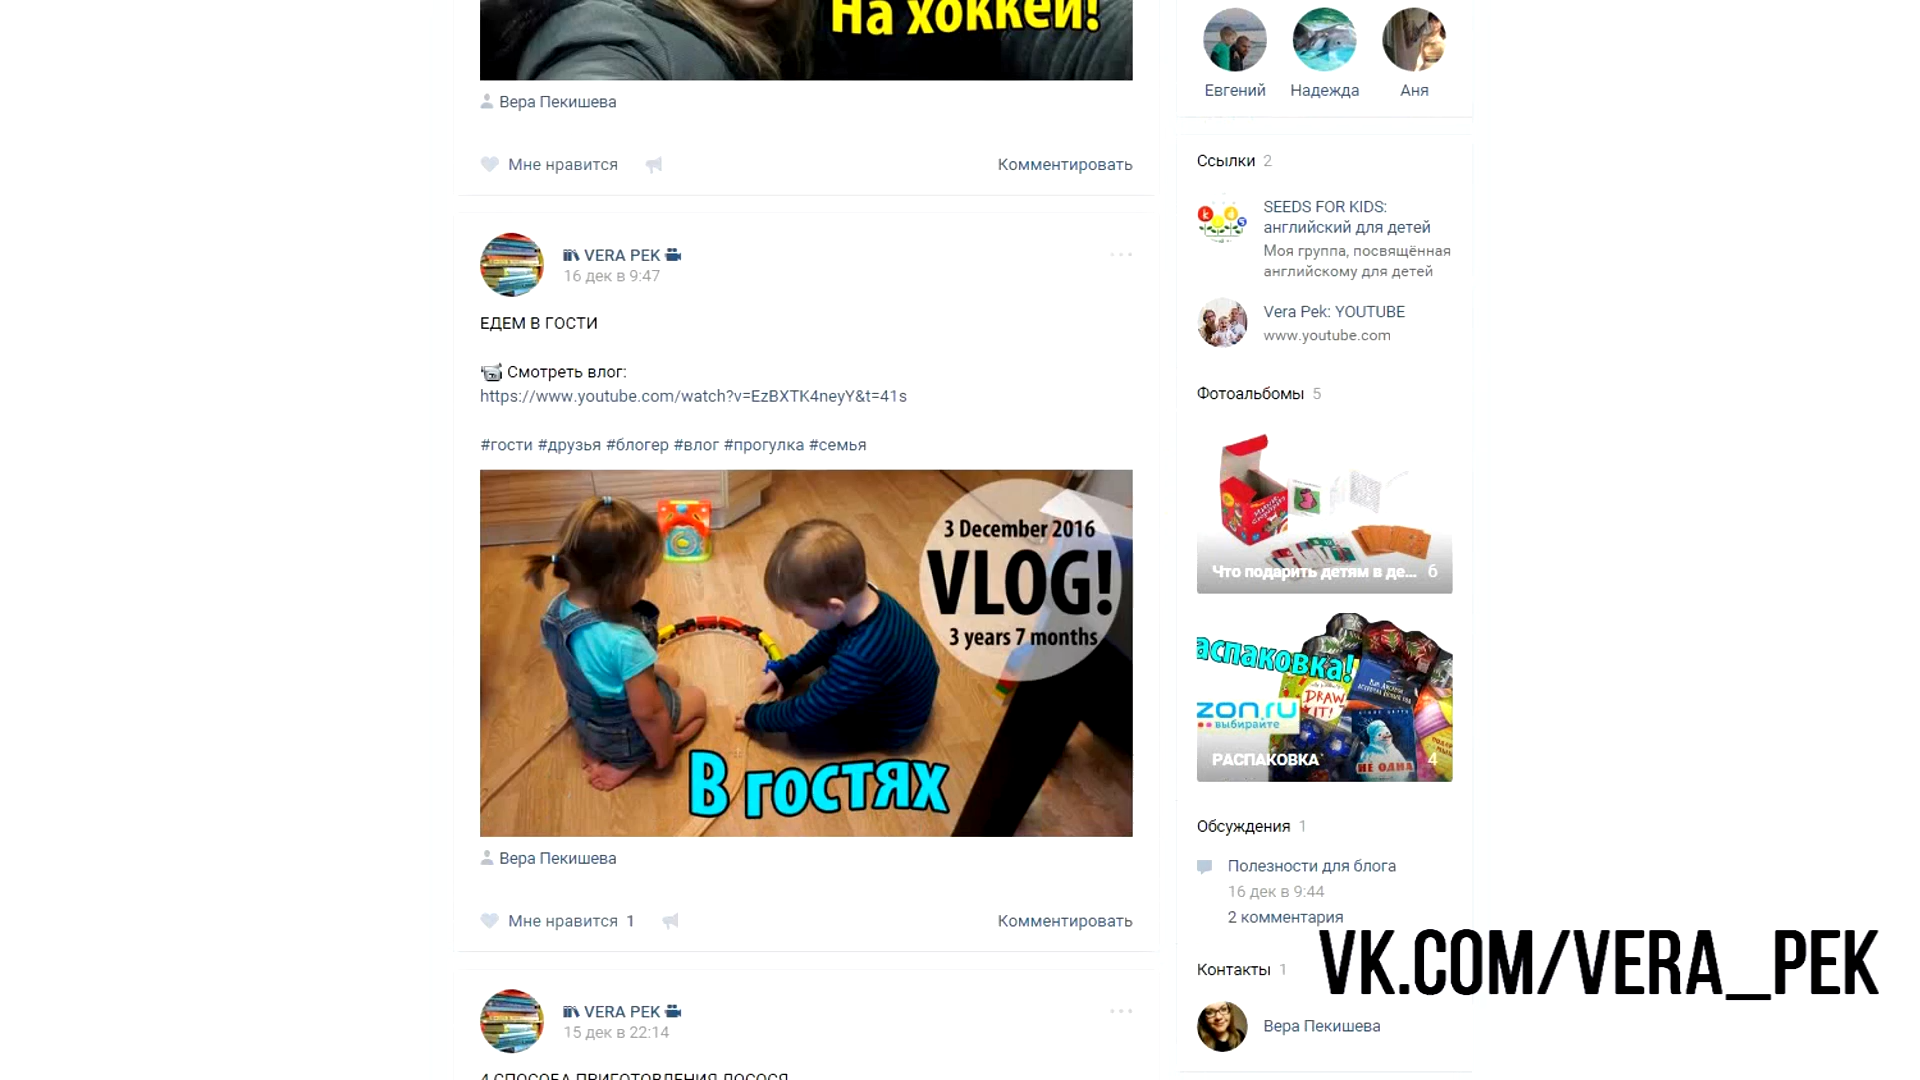 На хоккей!
Вера Пекишева
Мне нравится
Комментировать
VERA PEK
16 дек в 9:47
ЕДЕМ В ГОСТИ
Смотреть влог:
https://www.youtube.com/watch?v=EzBXTK4neyY&t=41s
#гости #друзья #блогер #влог #прогулка #семья
3 December 2016
VLOG!
3 years 7 months
В гостях
Вера Пекишева
Мне нравится 1
Комментировать
VERA PEK
15 дек в 22:14
4 СПОСОБА ПРИГОТОВЛЕНИЯ ЛОСОСЯ
Евгений
Надежда
Аня
Ссылки 2
SEEDS FOR KIDS:
английский для детей
Моя группа, посвящённая
английскому для детей
Vera Pek: YOUTUBE
www.youtube.com
Фотоальбомы 5
Что подарить детям в де... 6
аспаковка!
DRAW
IT!
zon.ru
выбирайте
НЕ ОДНА
РАСПАКОВКА 4
Обсуждения 1
Полезности для блога
16 дек в 9:44
2 комментария
Контакты 1
Вера Пекишева
VK.COM/VERA_PEK